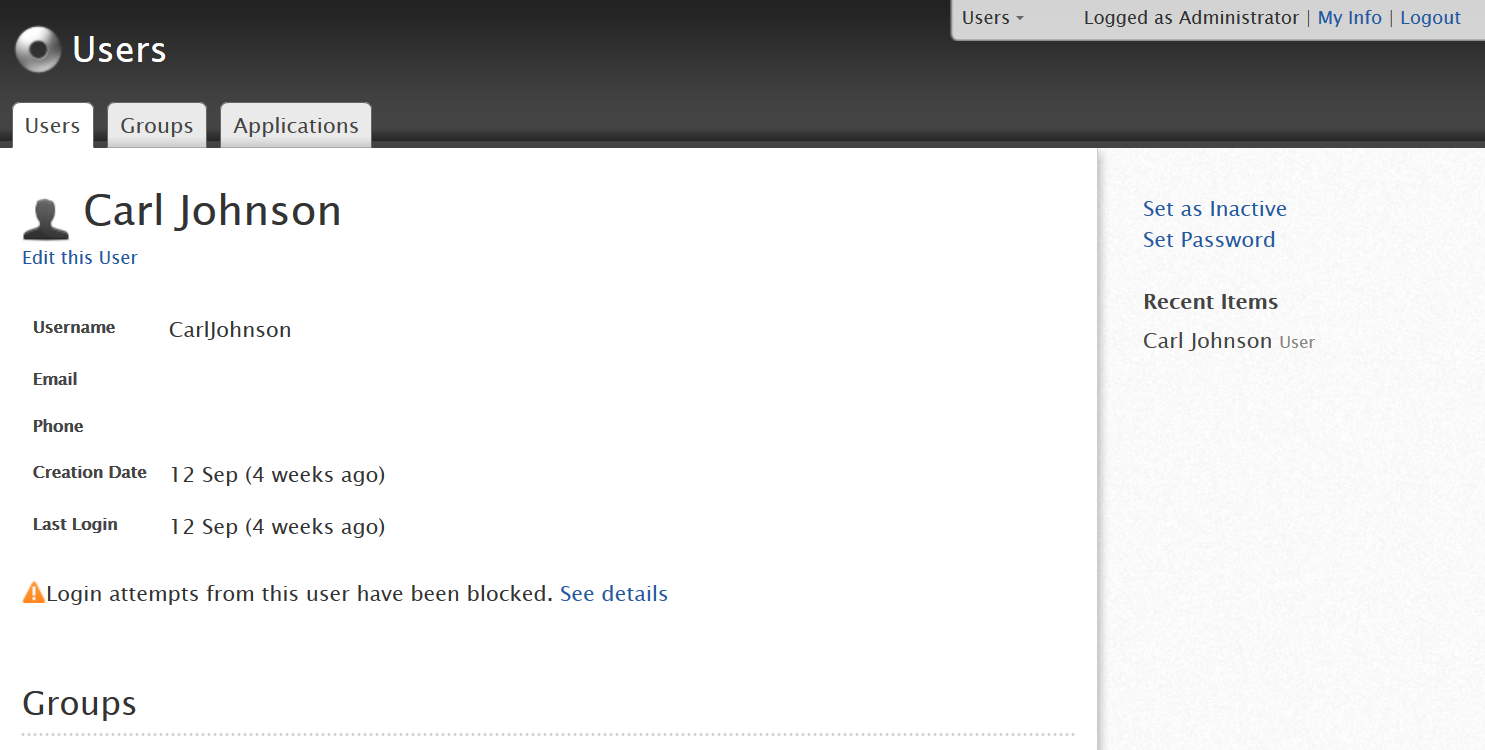 Users
Logged as Administrator | My Info | Logout
Users
Users
Groups
Applications
Carl Johnson
Edit this User
Username CarlJohnson
Email
Phone
Creation Date 12 Sep (4 weeks ago)
Last Login 12 Sep (4 weeks ago)
Login attempts from this user have been blocked. See details
Groups
Set as Inactive
Set Password
Recent Items
Carl Johnson User